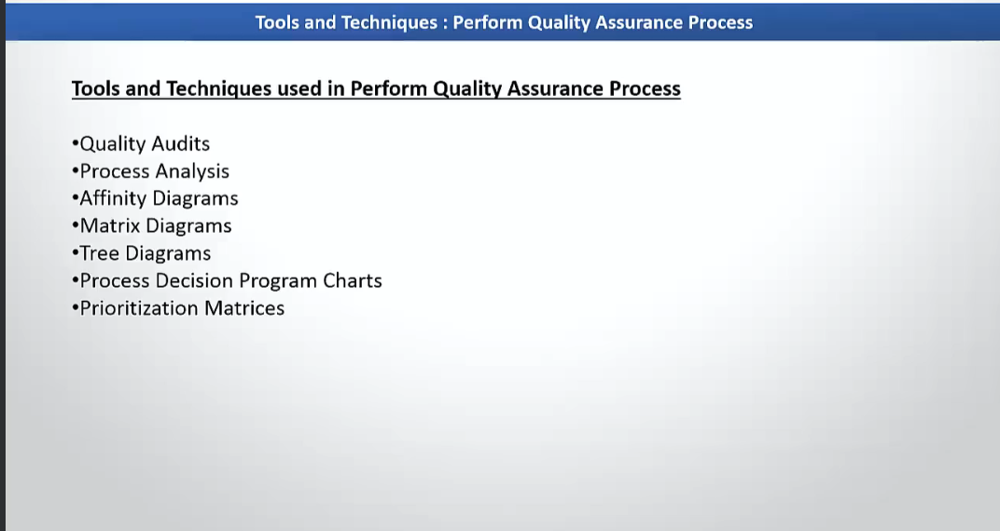 Tools and Techniques : Perform Quality Assurance Process
Tools and Techniques used in Perform Quality Assurance Process
•Quality Audits
•Process Analysis
•Affinity Diagrams
•Matrix Diagrams
•Tree Diagrams
•Process Decision Program Charts
•Prioritization Matrices